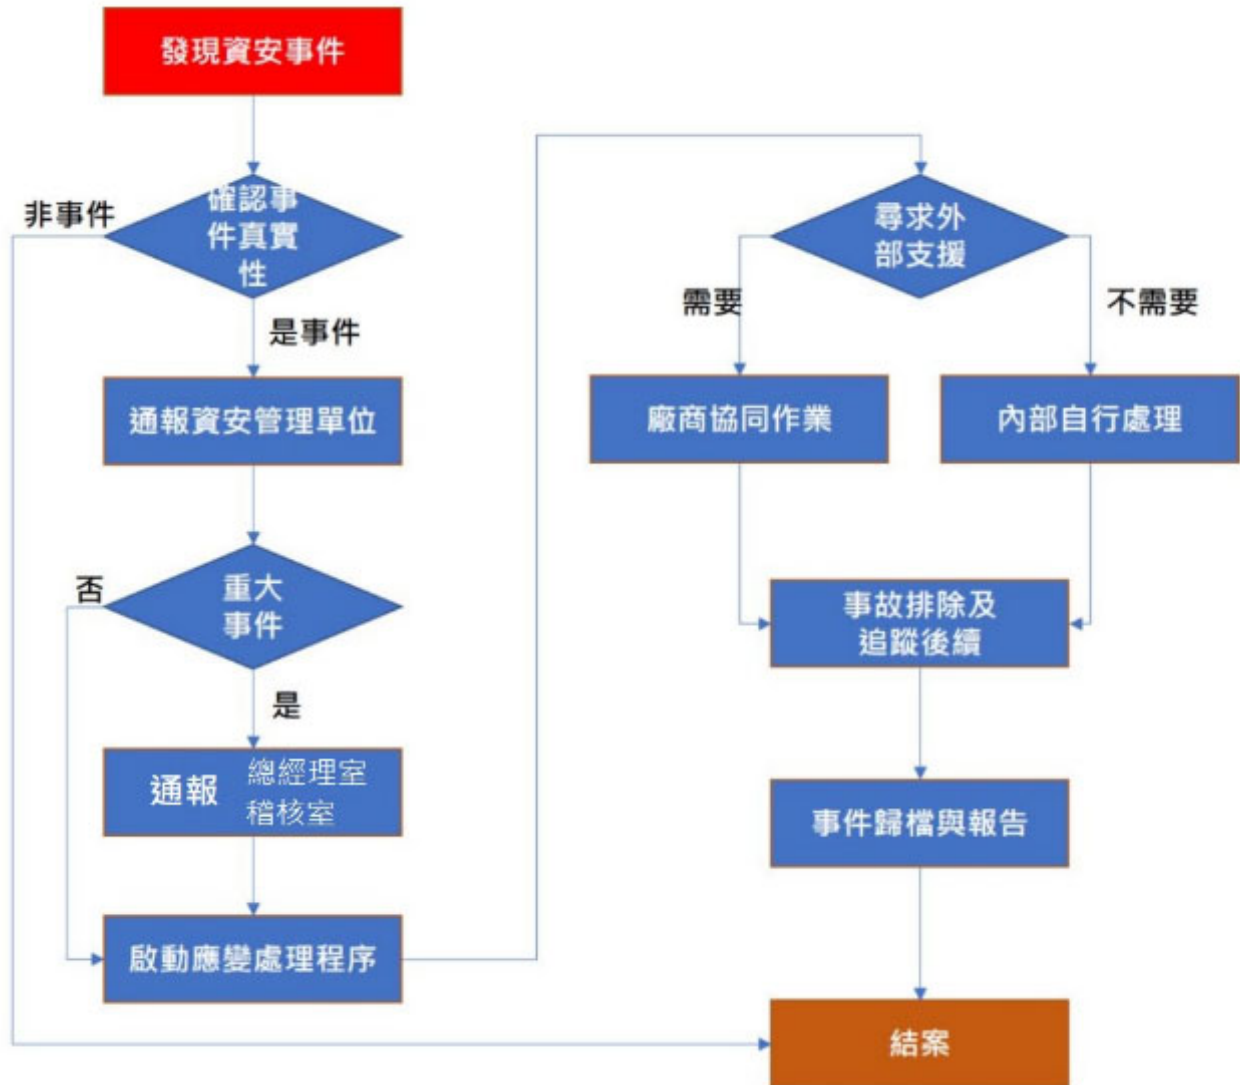 發現資安事件
非事件
確認事
件真實
性
是事件
通報資安管理單位
否
重大
事件
是
通報
總經理室
稽核室
啟動應變處理程序
尋求外
部支援
需要
不需要
廠商協同作業
內部自行處理
事故排除及
追蹤後續
事件歸檔與報告
結案